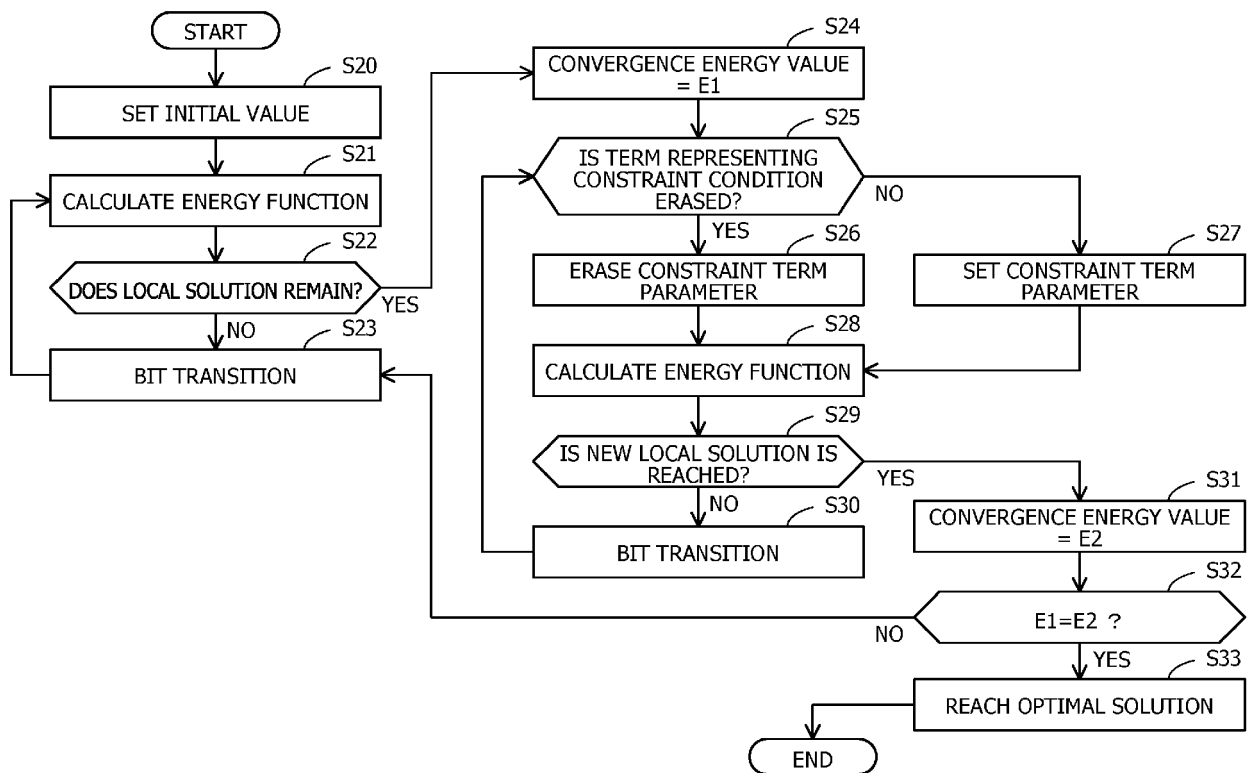 START
S20
SET INITIAL VALUE
S21
CALCULATE ENERGY FUNCTION
S22
DOES LOCAL SOLUTION REMAIN?
YES
NO
S23
BIT TRANSITION
S24
CONVERGENCE ENERGY VALUE
= E1
S25
IS TERM REPRESENTING
CONSTRAINT CONDITION
ERASED?
NO
YES
S26
ERASE CONSTRAINT TERM
PARAMETER
S27
SET CONSTRAINT TERM
PARAMETER
S28
CALCULATE ENERGY FUNCTION
S29
IS NEW LOCAL SOLUTION IS
REACHED?
YES
NO
S30
BIT TRANSITION
S31
CONVERGENCE ENERGY VALUE
= E2
S32
E1=E2 ?
NO
YES
S33
REACH OPTIMAL SOLUTION
END